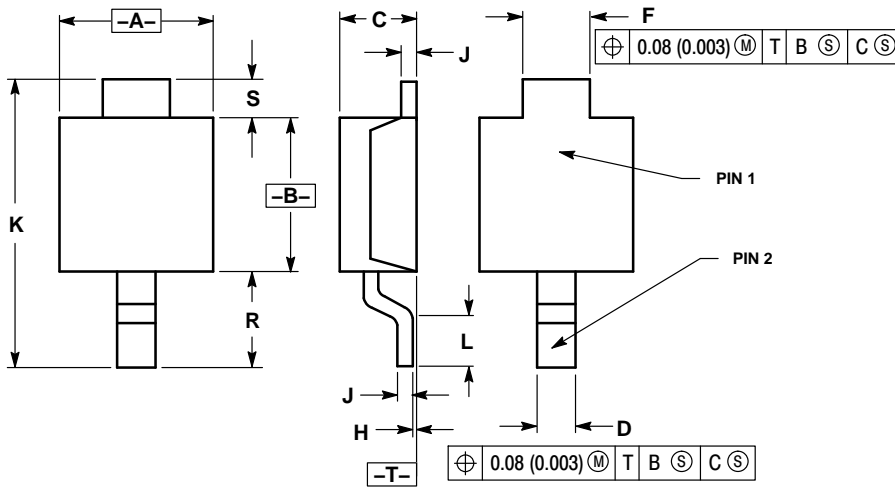 –A–
C
F
⌖ 0.08 (0.003) Ⓜ T B Ⓢ C Ⓢ
J
S
–B–
K
PIN 1
PIN 2
R
L
J
H
D
–T–
⌖ 0.08 (0.003) Ⓜ T B Ⓢ C Ⓢ